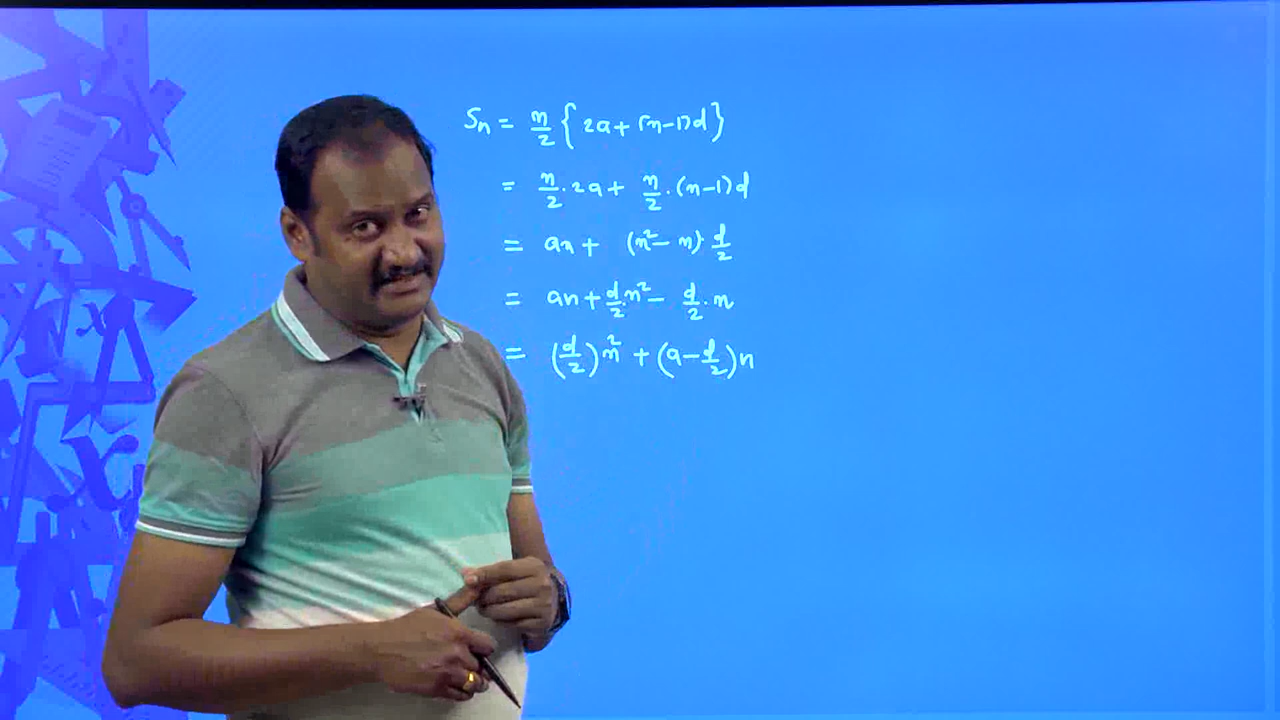 Sn = n/2 { 2a + (n-1)d }
= n/2 . 2a + n/2 . (n-1)d
= an + (n² - n) . d/2
= an + d/2 . n² - d/2 . n
= (d/2) n² + (a - d/2) n